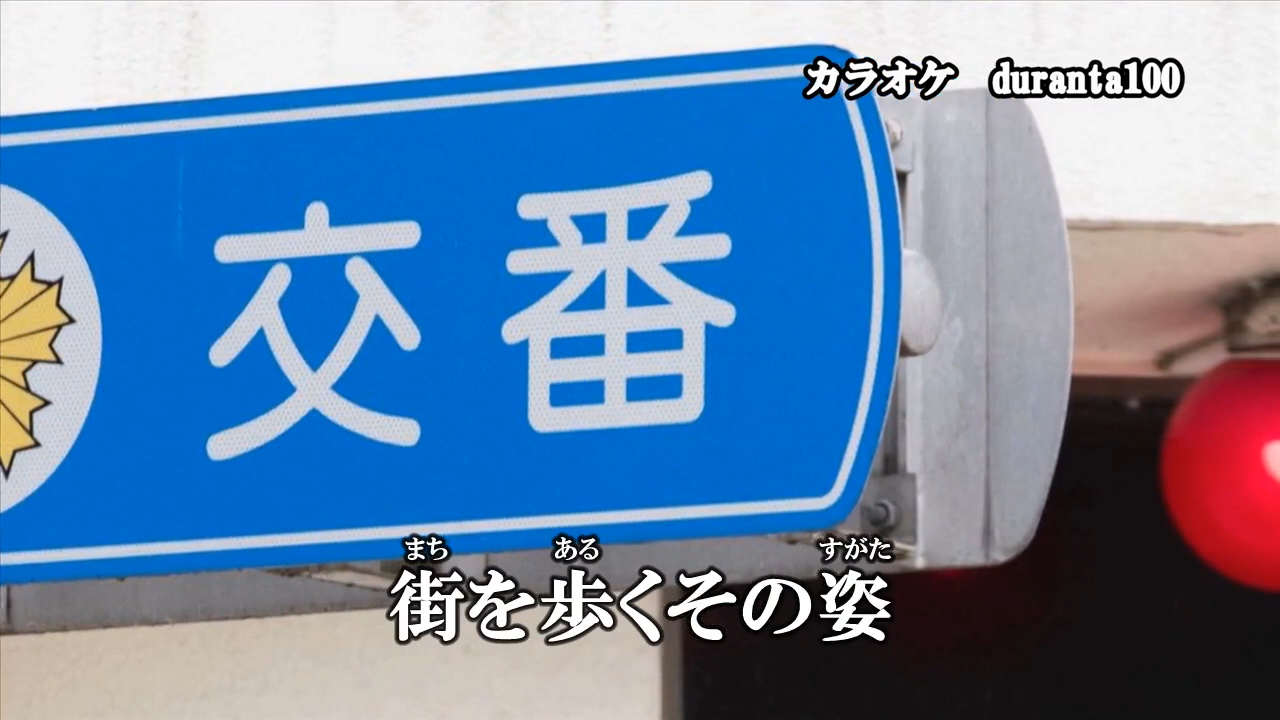 カラオケ　duranta100
交番
まち ある すがた
街を歩くその姿